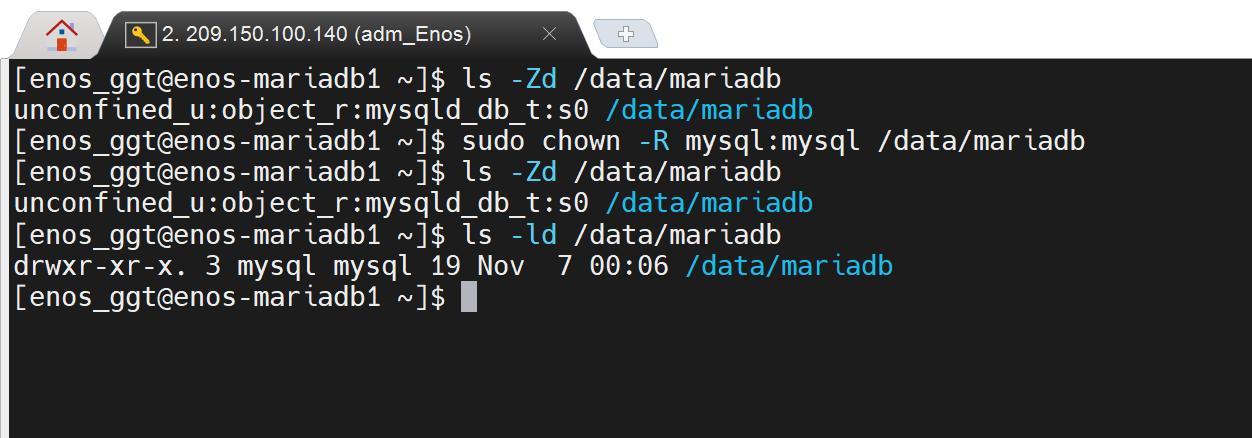 2. 209.150.100.140 (adm_Enos)
[enos_ggt@enos-mariadb1 ~]$ ls -Zd /data/mariadb
unconfined_u:object_r:mysqld_db_t:s0 /data/mariadb
[enos_ggt@enos-mariadb1 ~]$ sudo chown -R mysql:mysql /data/mariadb
[enos_ggt@enos-mariadb1 ~]$ ls -Zd /data/mariadb
unconfined_u:object_r:mysqld_db_t:s0 /data/mariadb
[enos_ggt@enos-mariadb1 ~]$ ls -ld /data/mariadb
drwxr-xr-x. 3 mysql mysql 19 Nov  7 00:06 /data/mariadb
[enos_ggt@enos-mariadb1 ~]$